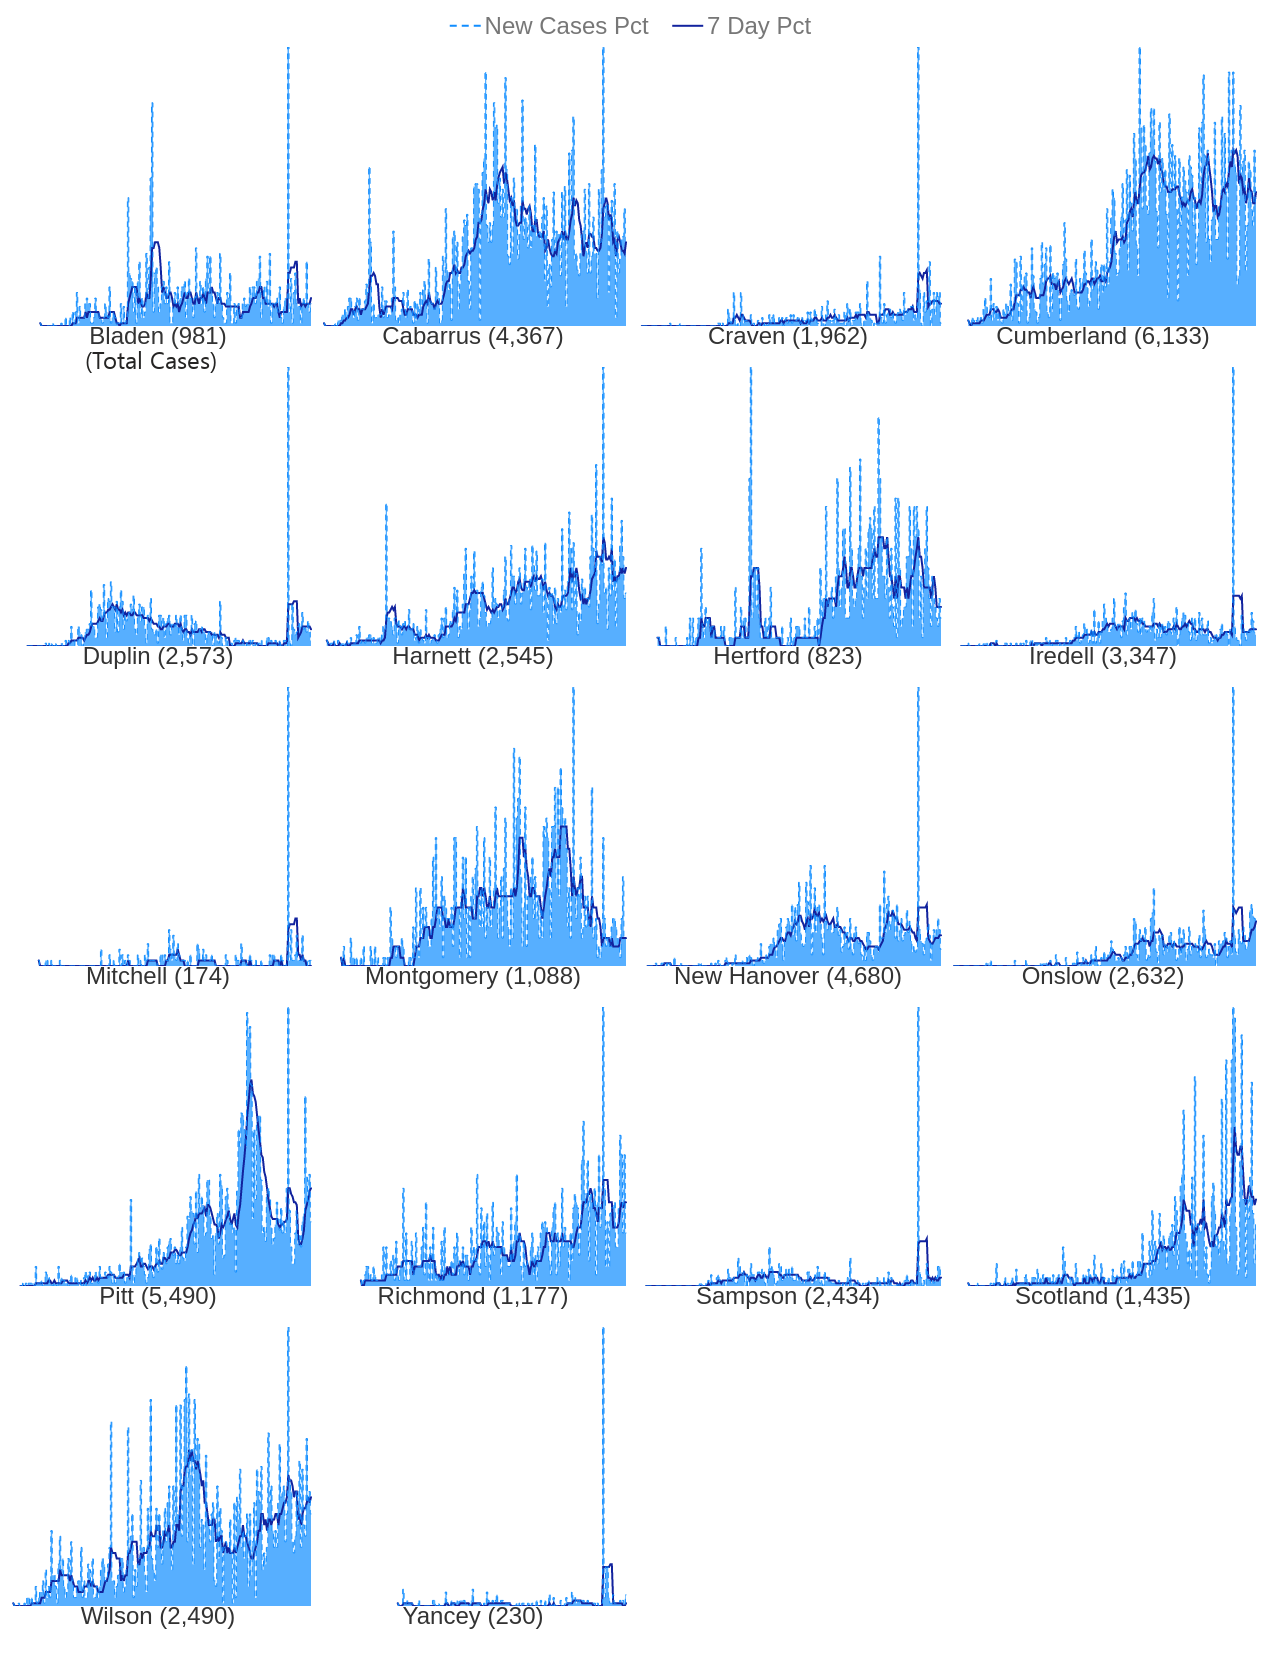 New Cases Pct 7 Day Pct
Bladen (981) Cabarrus (4,367) Craven (1,962) Cumberland (6,133)
(Total Cases)
Duplin (2,573) Harnett (2,545) Hertford (823) Iredell (3,347)
Mitchell (174) Montgomery (1,088) New Hanover (4,680) Onslow (2,632)
Pitt (5,490) Richmond (1,177) Sampson (2,434) Scotland (1,435)
Wilson (2,490) Yancey (230)